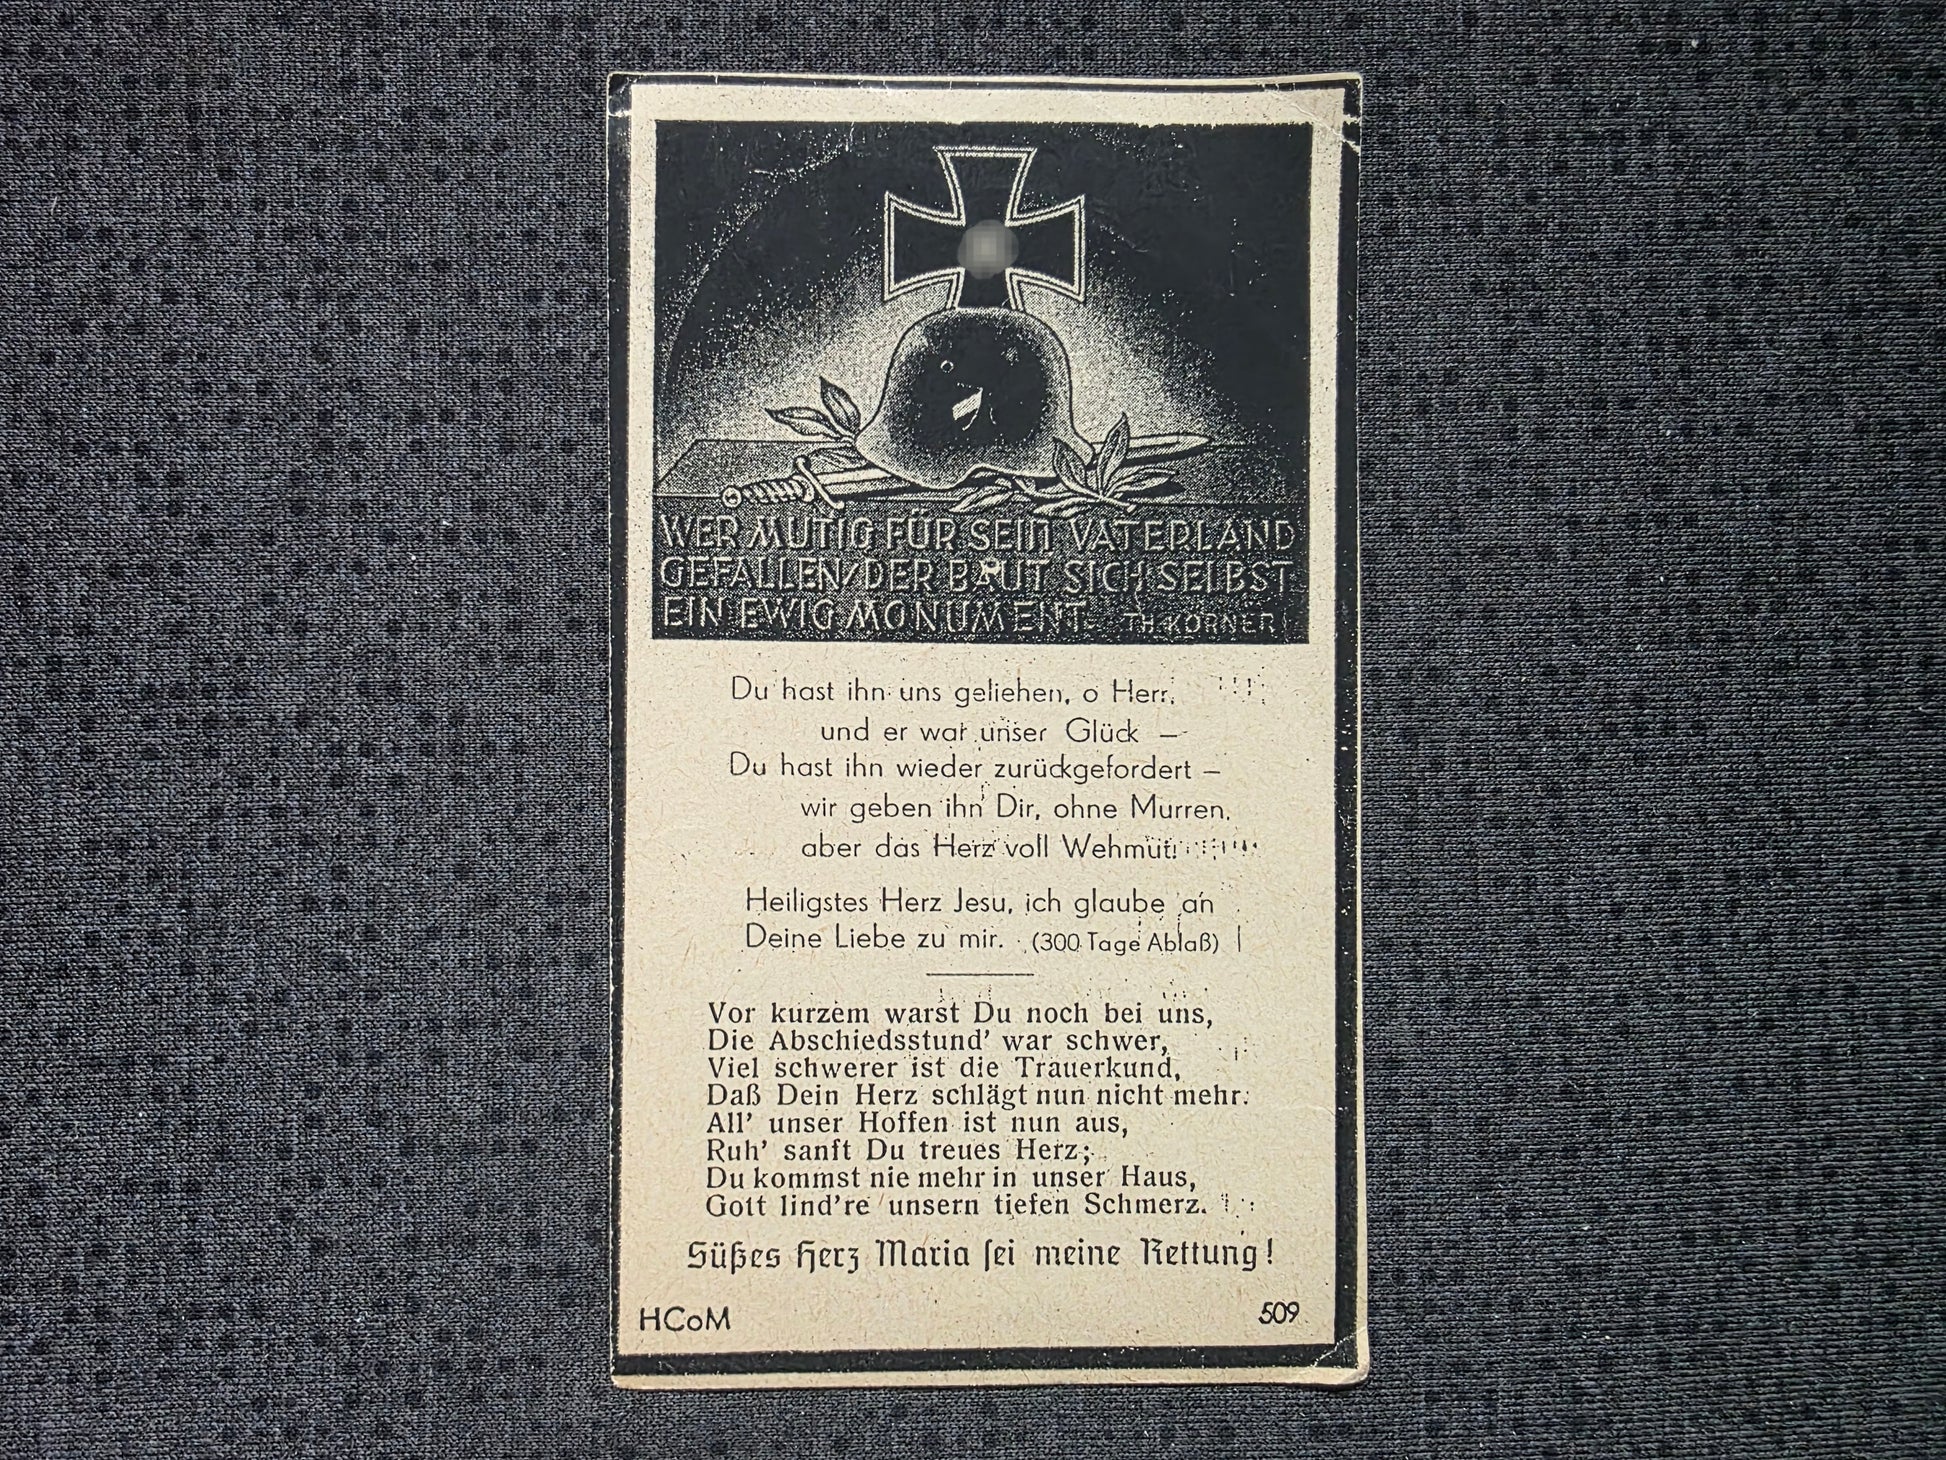 WER MUTIG FÜR SEIN VATERLAND
GEFALLEN/DER BAUT SICH SELBST
EIN EWIG MONUMENT- TH.KÖRNER
Du hast ihn uns geliehen, o Herr,
und er war unser Glück —
Du hast ihn wieder zurückgefordert —
wir geben ihn Dir, ohne Murren,
aber das Herz voll Wehmut.
Heiligstes Herz Jesu, ich glaube an
Deine Liebe zu mir. (300 Tage Ablaß)
Vor kurzem warst Du noch bei uns,
Die Abschiedsstund' war schwer,
Viel schwerer ist die Trauerkund,
Daß Dein Herz schlägt nun nicht mehr.
All' unser Hoffen ist nun aus,
Ruh' sanft Du treues Herz;
Du kommst nie mehr in unser Haus,
Gott lind're unsern tiefen Schmerz.
Süßes Herz Maria sei meine Rettung!
HCoM 509